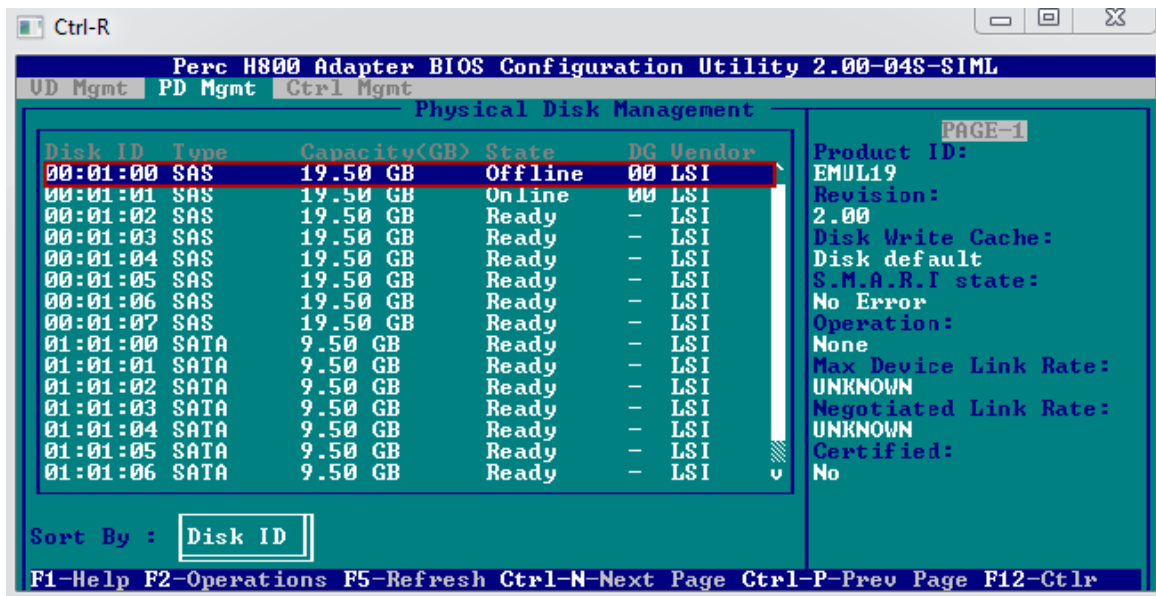 Ctrl-R
Perc H800 Adapter BIOS Configuration Utility 2.00-04S-SIML
VD Mgmt PD Mgmt Ctrl Mgmt
Physical Disk Management
Disk ID Type Capacity(GB) State DG Vendor
00:01:00 SAS 19.50 GB Offline 00 LSI
00:01:01 SAS 19.50 GB Online 00 LSI
00:01:02 SAS 19.50 GB Ready - LSI
00:01:03 SAS 19.50 GB Ready - LSI
00:01:04 SAS 19.50 GB Ready - LSI
00:01:05 SAS 19.50 GB Ready - LSI
00:01:06 SAS 19.50 GB Ready - LSI
00:01:07 SAS 19.50 GB Ready - LSI
01:01:00 SATA 9.50 GB Ready - LSI
01:01:01 SATA 9.50 GB Ready - LSI
01:01:02 SATA 9.50 GB Ready - LSI
01:01:03 SATA 9.50 GB Ready - LSI
01:01:04 SATA 9.50 GB Ready - LSI
01:01:05 SATA 9.50 GB Ready - LSI
01:01:06 SATA 9.50 GB Ready - LSI
Sort By : Disk ID
PAGE-1
Product ID:
EMUL19
Revision:
2.00
Disk Write Cache:
Disk default
S.M.A.R.T state:
No Error
Operation:
None
Max Device Link Rate:
UNKNOWN
Negotiated Link Rate:
UNKNOWN
Certified:
No
F1-Help F2-Operations F5-Refresh Ctrl-N-Next Page Ctrl-P-Prev Page F12-Ctlr